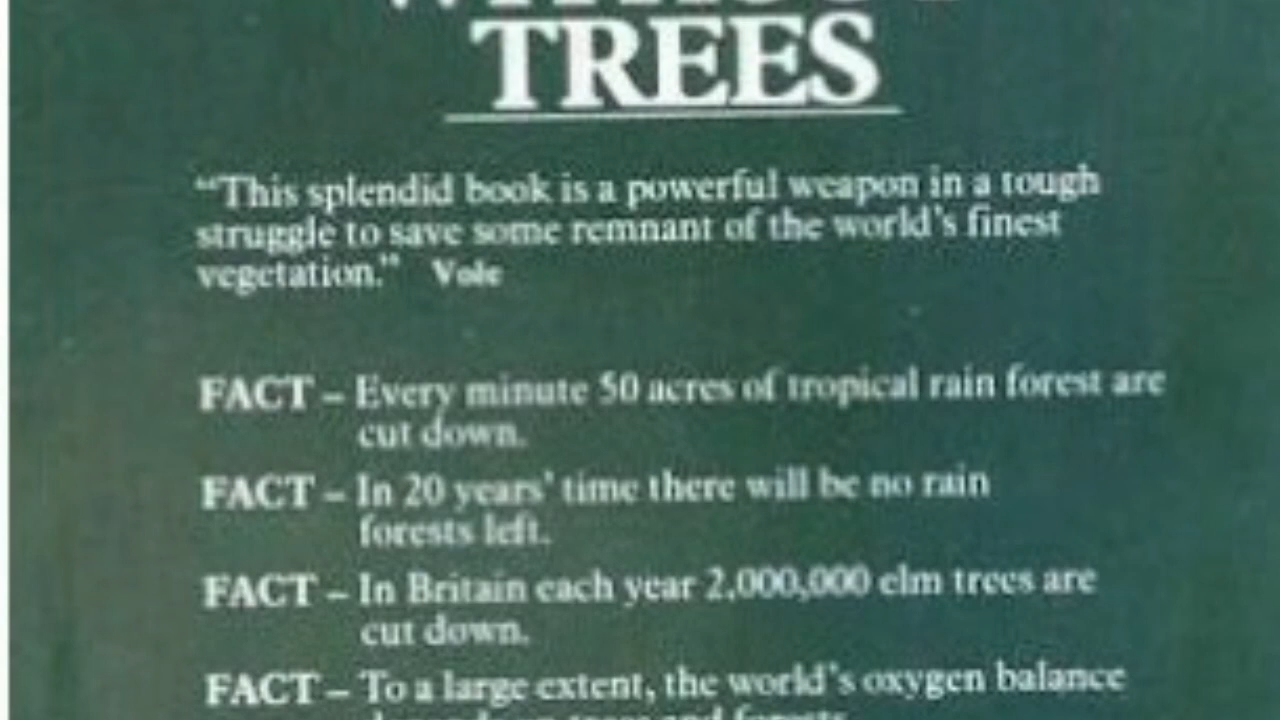 TREES
“This splendid book is a powerful weapon in a tough
struggle to save some remnant of the world’s finest
vegetation.” Vole
FACT – Every minute 50 acres of tropical rain forest are
cut down.
FACT – In 20 years’ time there will be no rain
forests left.
FACT – In Britain each year 2,000,000 elm trees are
cut down.
FACT – To a large extent, the world’s oxygen balance
trees and forests